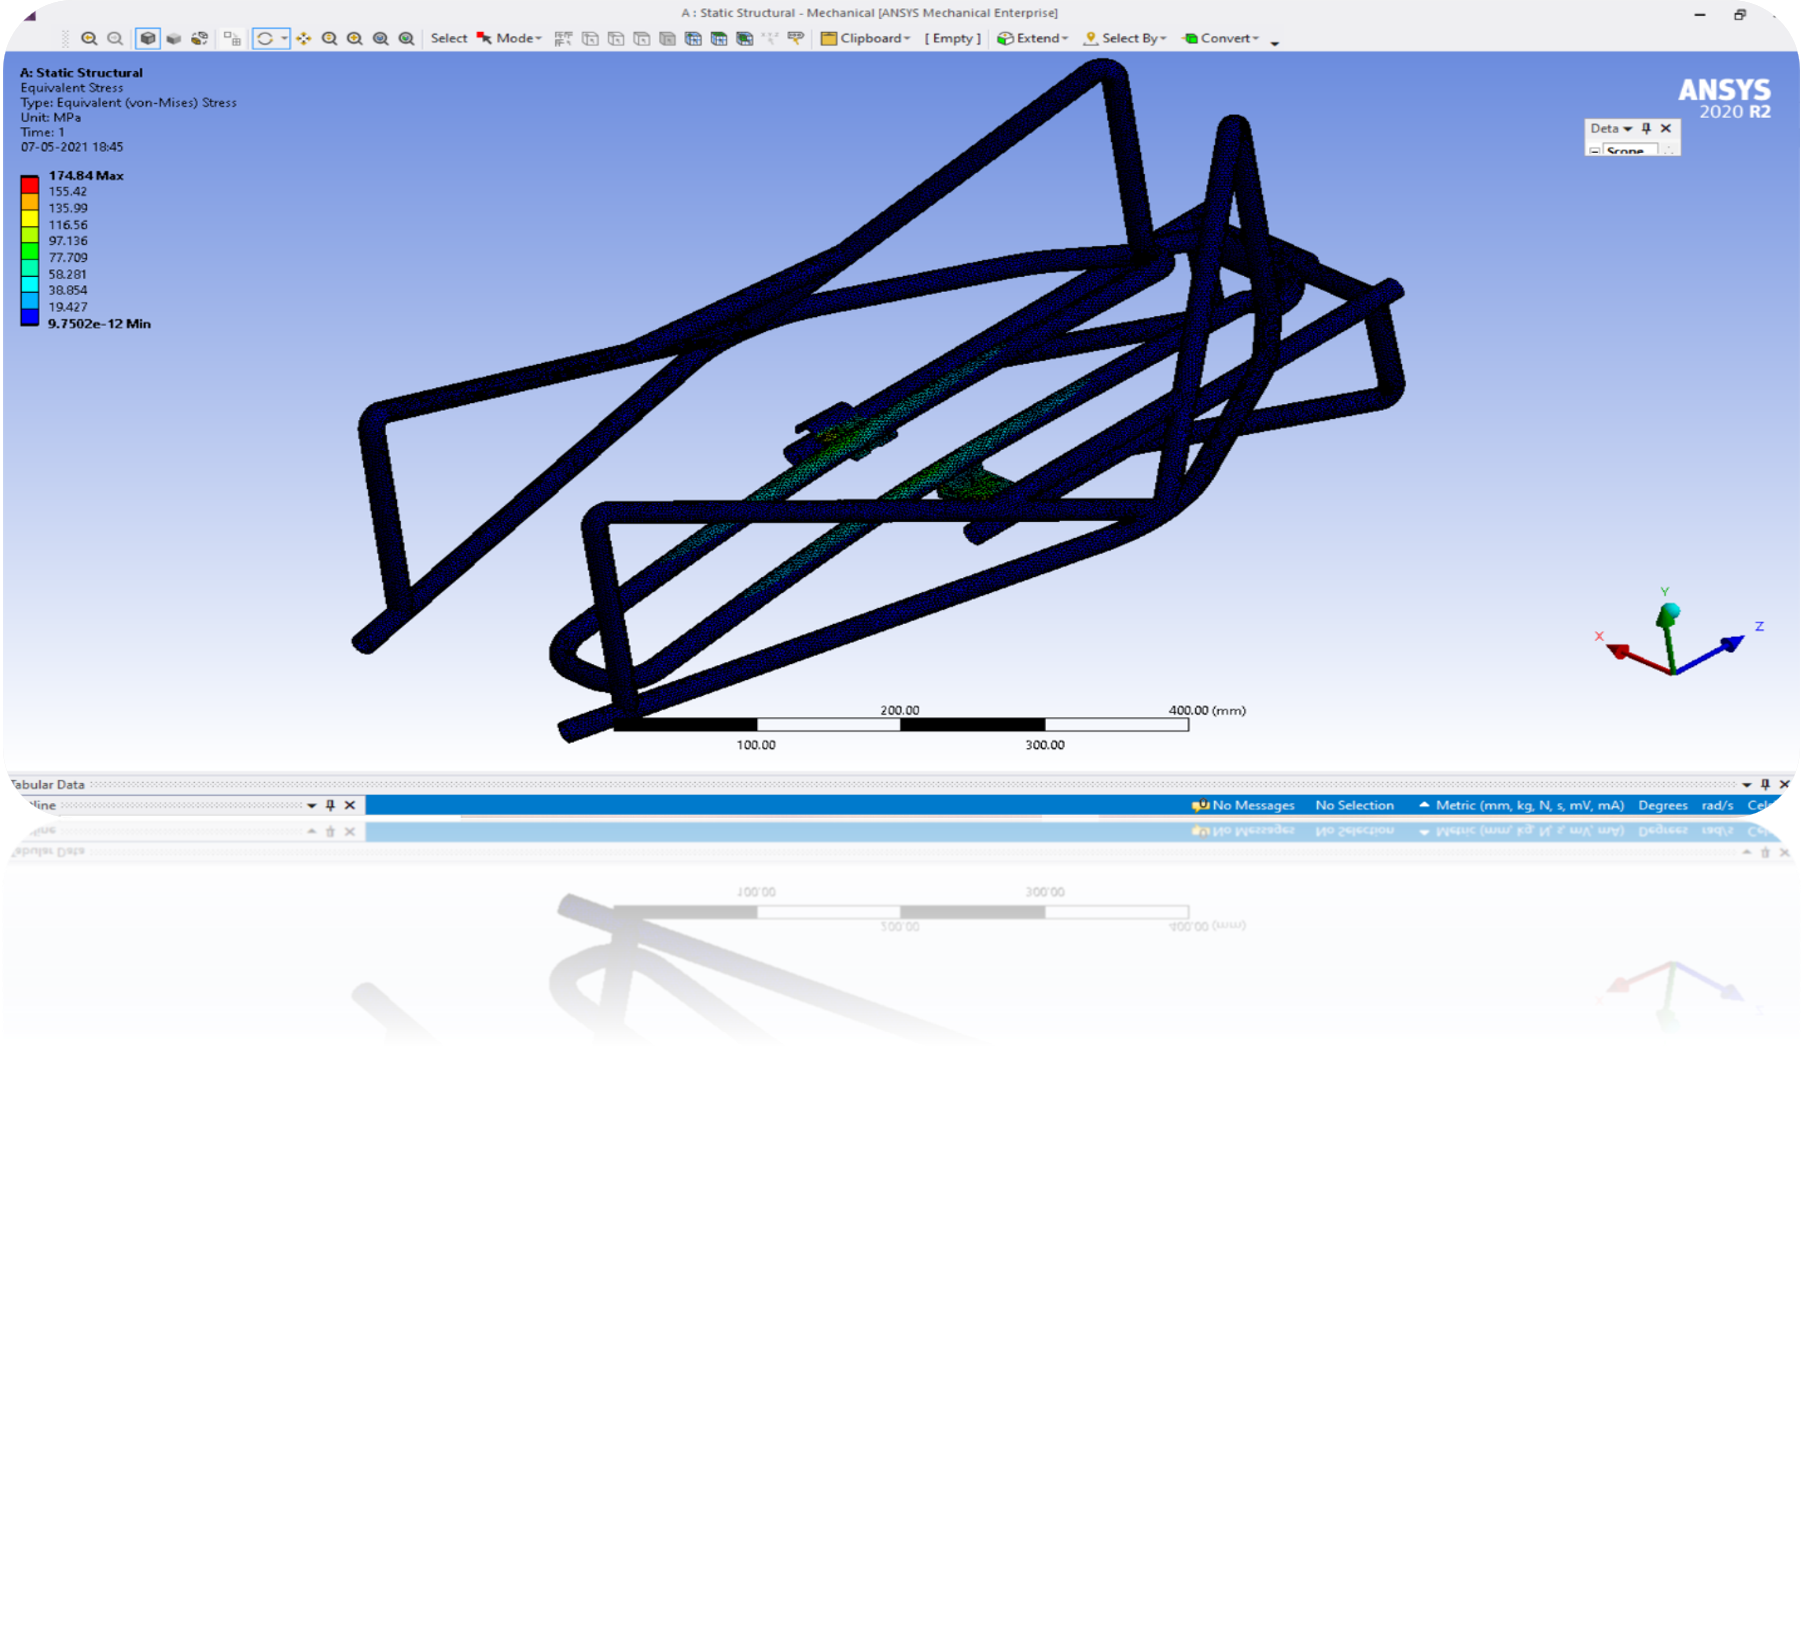 A : Static Structural - Mechanical [ANSYS Mechanical Enterprise]
Select Mode Clipboard [ Empty ] Extend Select By Convert
A: Static Structural
Equivalent Stress
Type: Equivalent (von-Mises) Stress
Unit: MPa
Time: 1
07-05-2021 18:45
174.84 Max
155.42
135.99
116.56
97.136
77.709
58.281
38.854
19.427
9.7502e-12 Min
ANSYS
2020 R2
Deta
Scope
Y
X
Z
200.00
400.00 (mm)
100.00
300.00
Tabular Data
No Messages No Selection Metric (mm, kg, N, s, mV, mA) Degrees rad/s